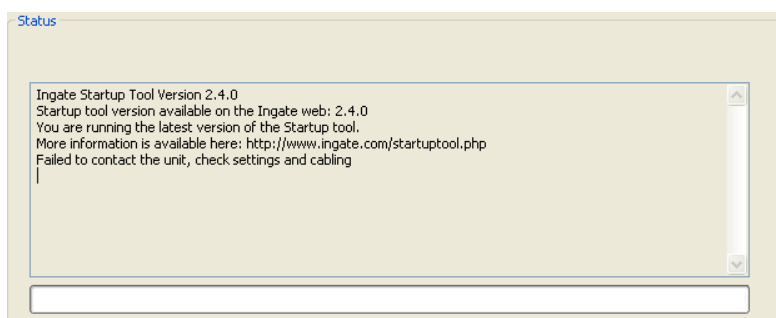 Status
Ingate Startup Tool Version 2.4.0
Startup tool version available on the Ingate web: 2.4.0
You are running the latest version of the Startup tool.
More information is available here: http://www.ingate.com/startuptool.php
Failed to contact the unit, check settings and cabling